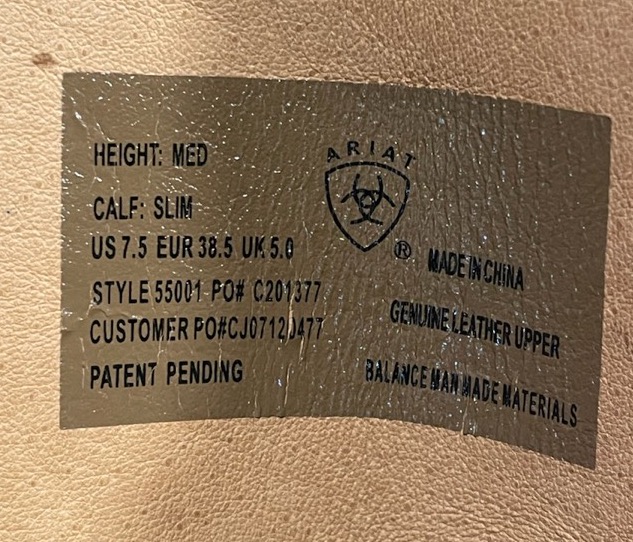 HEIGHT: MED
CALF: SLIM
US 7.5 EUR 38.5 UK 5.0
STYLE 55001 PO# C201377
CUSTOMER PO#CJ07120477
PATENT PENDING
ARIAT
®
MADE IN CHINA
GENUINE LEATHER UPPER
BALANCE MAN MADE MATERIALS